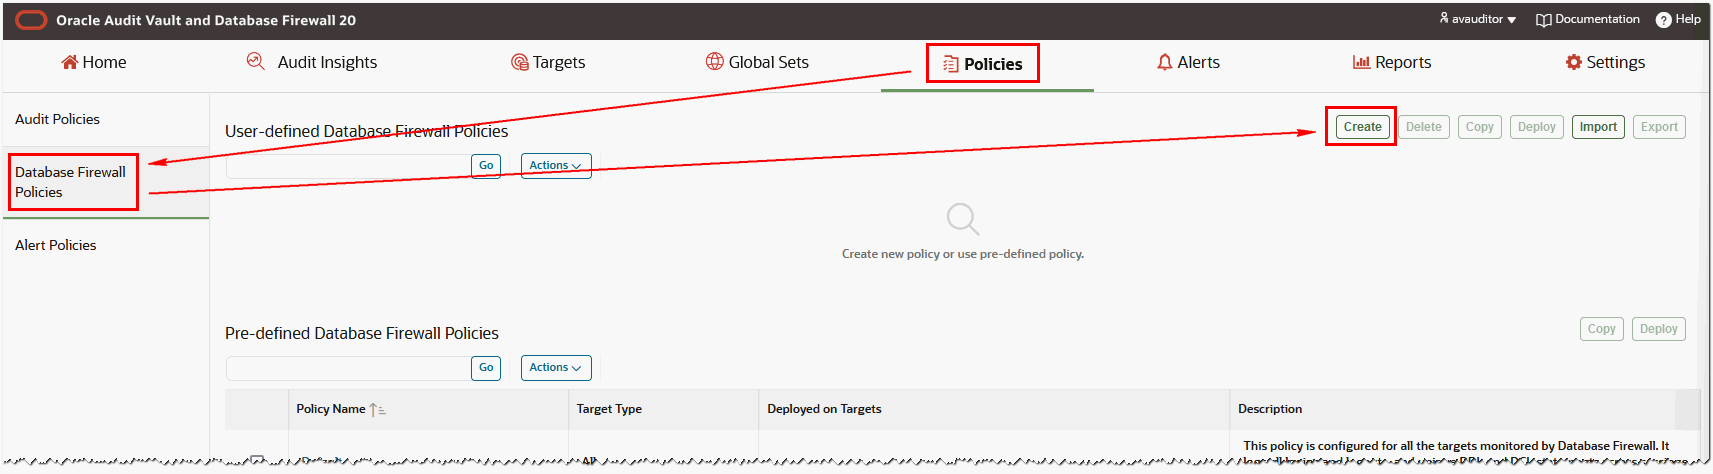 Oracle Audit Vault and Database Firewall 20
avauditor
Documentation
? Help
Home
Audit Insights
Targets
Global Sets
Policies
Alerts
Reports
Settings
Audit Policies
Database Firewall
Policies
Alert Policies
User-defined Database Firewall Policies
Create
Delete
Copy
Deploy
Import
Export
Go
Actions
Create new policy or use pre-defined policy.
Pre-defined Database Firewall Policies
Copy
Deploy
Go
Actions
Policy Name
Target Type
Deployed on Targets
Description
This policy is configured for all the targets monitored by Database Firewall. It